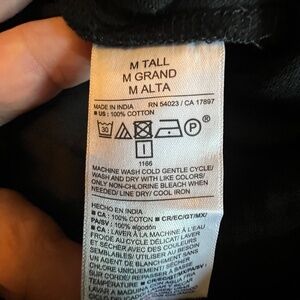 M TALL
M GRAND
M ALTA
MADE IN INDIA RN 54023 / CA 17897
■ US : 100% COTTON
30
P
1166
MACHINE WASH COLD GENTLE CYCLE/
WASH AND DRY WITH LIKE COLORS/
ONLY NON-CHLORINE BLEACH WHEN
NEEDED/ LINE DRY/ COOL IRON
HECHO EN INDIA
■ CA : 100% COTON ■ CR/EC/GT/MX/
PA/SV : 100% algodón
■ CA : LAVER À LA MACHINE À L'EAU
FROIDE AU CYCLE DÉLICAT/ LAVER
ET SÉCHER AVEC DES COULEURS
SEMBLABLES/ UTILISER AU BESOIN
UN AGENT DE BLANCHIMENT SANS
CHLORE UNIQUEMENT/ SÉCHER